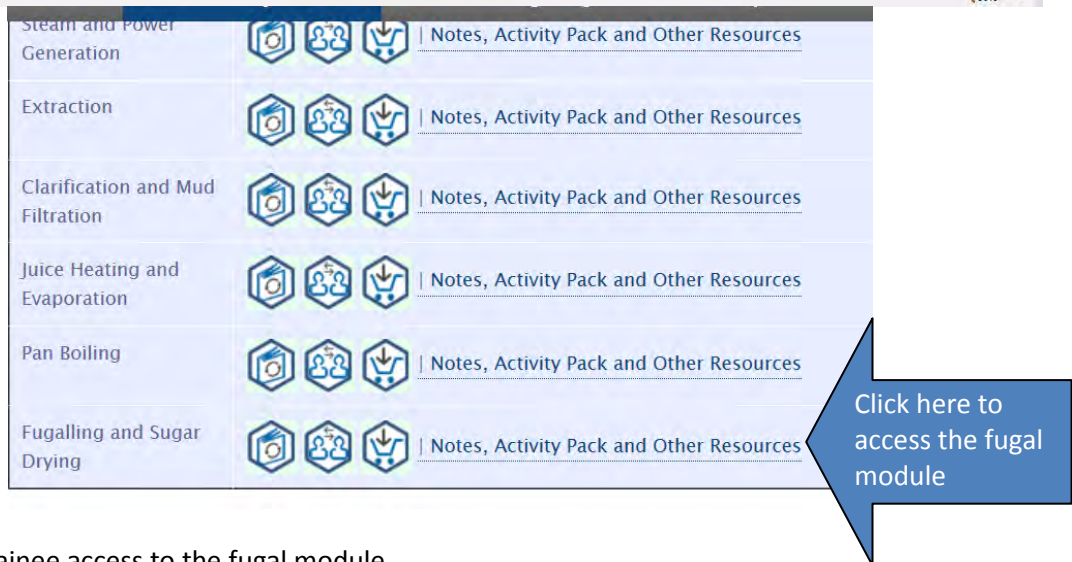 Steam and Power
Generation
| Notes, Activity Pack and Other Resources
Extraction
| Notes, Activity Pack and Other Resources
Clarification and Mud
Filtration
| Notes, Activity Pack and Other Resources
Juice Heating and
Evaporation
| Notes, Activity Pack and Other Resources
Pan Boiling
| Notes, Activity Pack and Other Resources
Fugalling and Sugar
Drying
| Notes, Activity Pack and Other Resources
Click here to
access the fugal
module
access to the fugal module